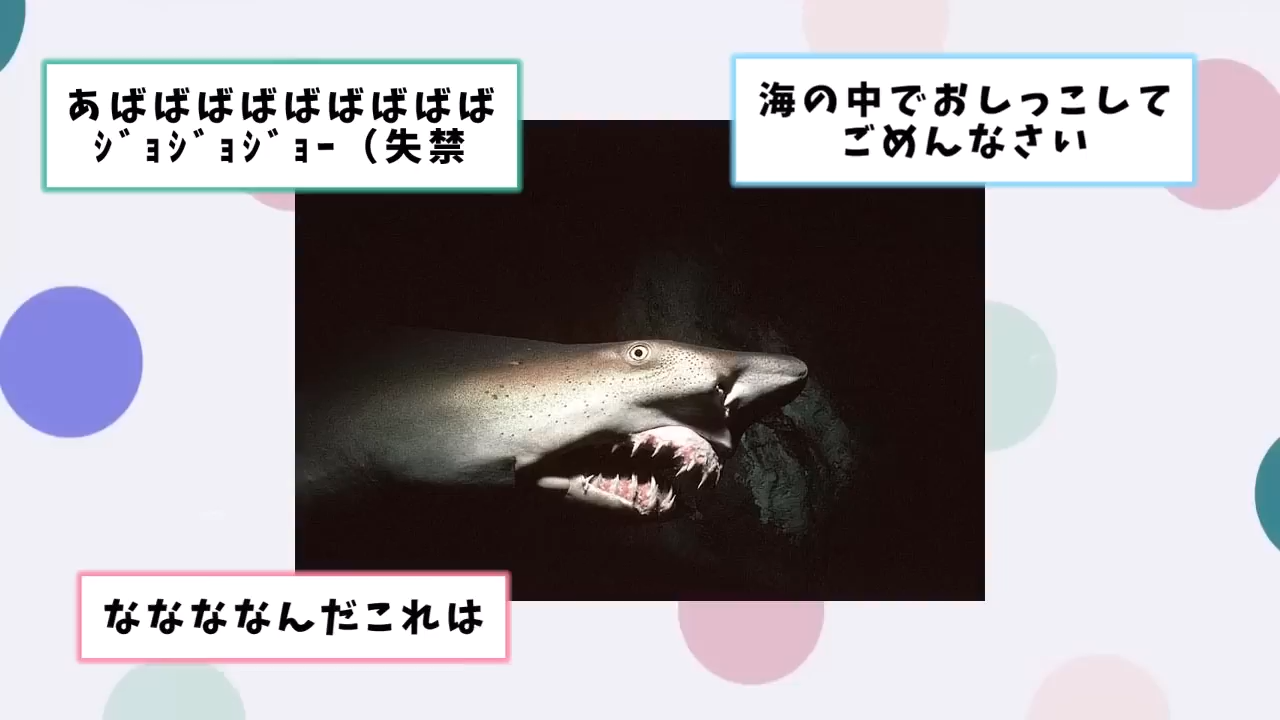 あばばばばばばばばば
ｼﾞｮｼﾞｮｼﾞｮｰ（失禁
海の中でおしっこして
ごめんなさい
ななななんだこれは